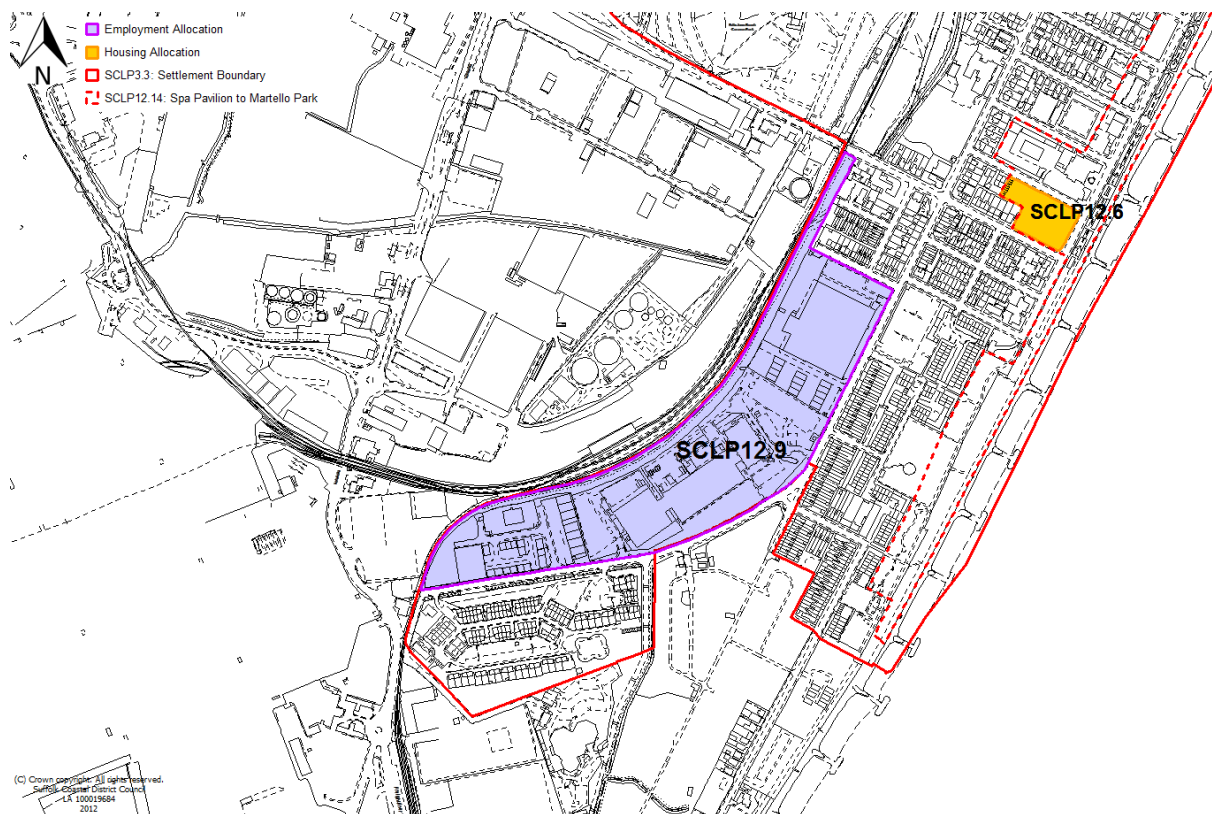 Employment Allocation
Housing Allocation
SCLP3.3: Settlement Boundary
SCLP12.14: Spa Pavilion to Martello Park
N
SCLP12.6
SCLP12.9
(C) Crown copyright. All rights reserved.
Suffolk Coastal District Council
LA 100019684
2012